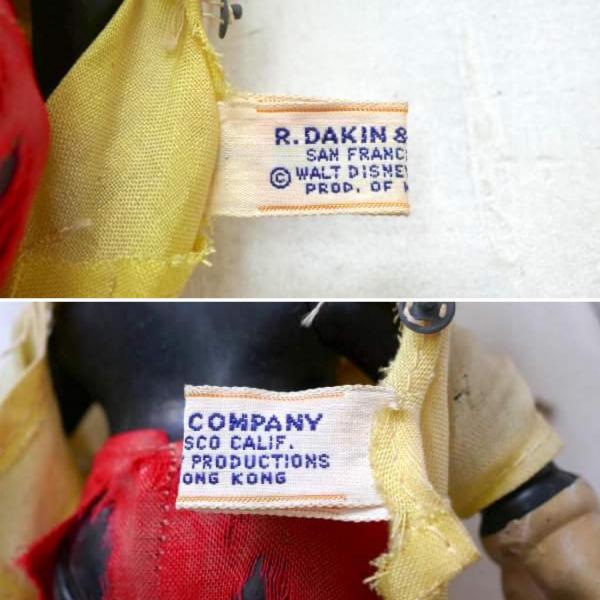 R. DAKIN &
SAN FRANC
© WALT DISNEY
PROD. OF H
COMPANY
SCO CALIF.
PRODUCTIONS
ONG KONG